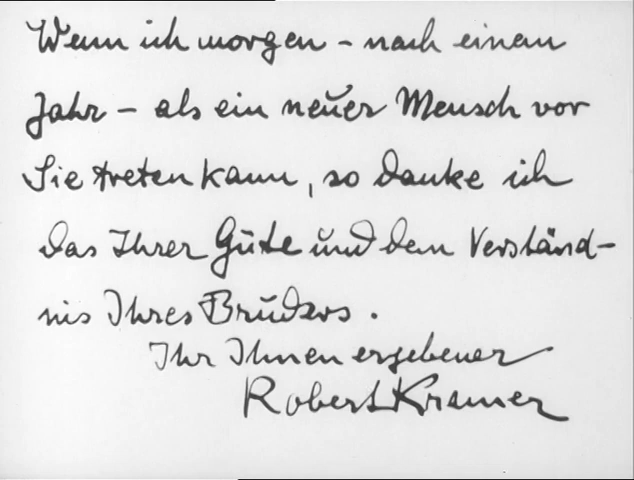 Wenn ich morgen – nach einem
Jahr – als ein neuer Mensch vor
Sie treten kann, so danke ich
das Ihrer Güte und dem Verständ-
nis Ihres Bruders.
Ihr Ihnen ergebener
Robert Kramer